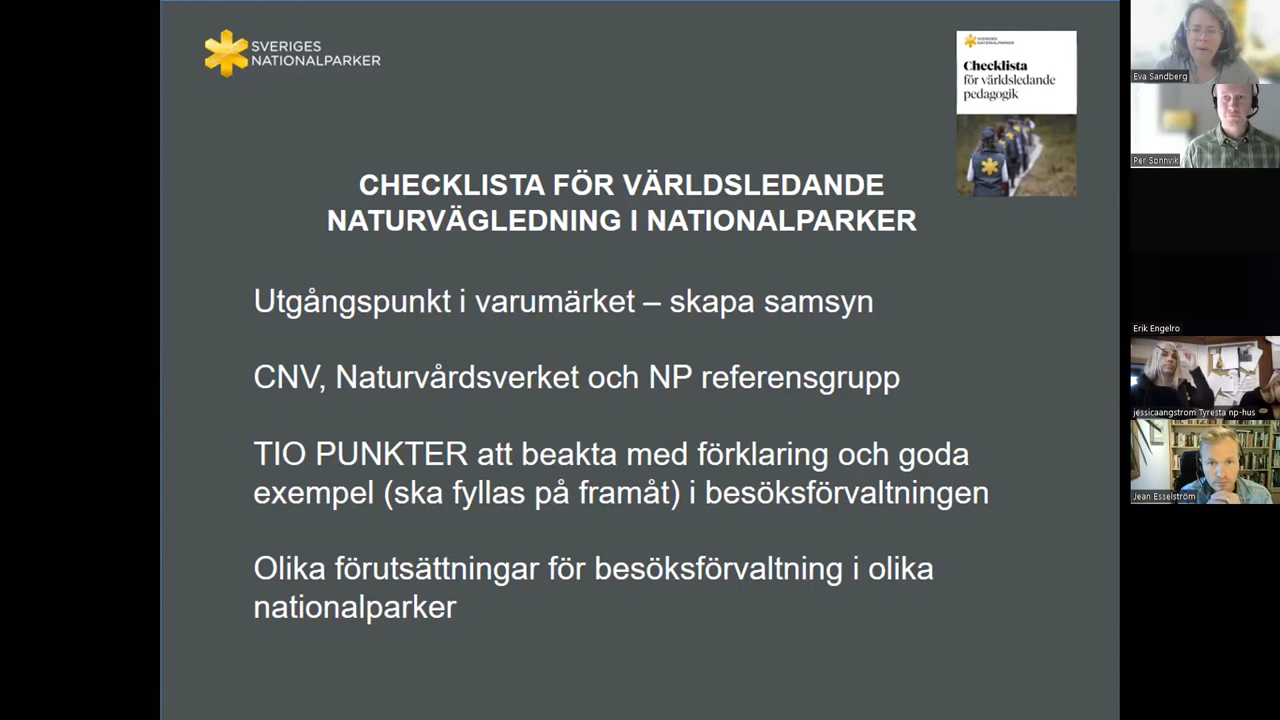 SVERIGES
NATIONALPARKER
SVERIGES
NATIONALPARKER
Checklista
för världsledande
pedagogik
CHECKLISTA FÖR VÄRLDSLEDANDE
NATURVÄGLEDNING I NATIONALPARKER
Utgångspunkt i varumärket – skapa samsyn
CNV, Naturvårdsverket och NP referensgrupp
TIO PUNKTER att beakta med förklaring och goda
exempel (ska fyllas på framåt) i besöksförvaltningen
Olika förutsättningar för besöksförvaltning i olika
nationalparker
Eva Sandberg
Per Sonnvik
Erik Engelro
jessicaangstrom Tyresta np-hus
Jean Esselström